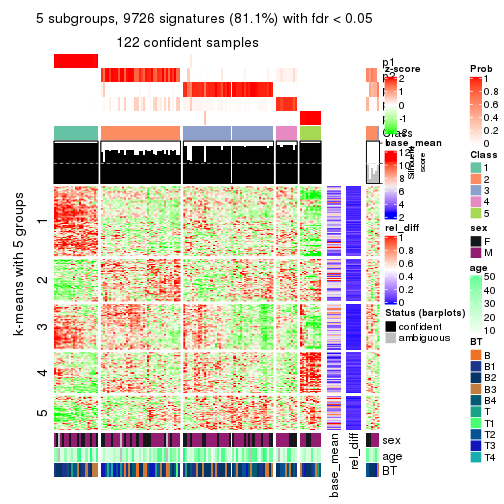 5 subgroups, 9726 signatures (81.1%) with fdr < 0.05
122 confident samples
p1
p2
Class
z-score
2
1
0
-1
-2
base_mean
12
10
8
6
4
2
Silhouette
score
rel_diff
1
0.8
0.6
0.4
0.2
0
Status (barplots)
confident
ambiguous
Prob
1
0.8
0.6
0.4
0.2
0
Class
1
2
3
4
5
sex
F
M
age
50
40
30
20
10
BT
B
B1
B2
B3
B4
T
T1
T2
T3
T4
k-means with 5 groups
1
2
3
4
5
base_mean
rel_diff
sex
age
BT